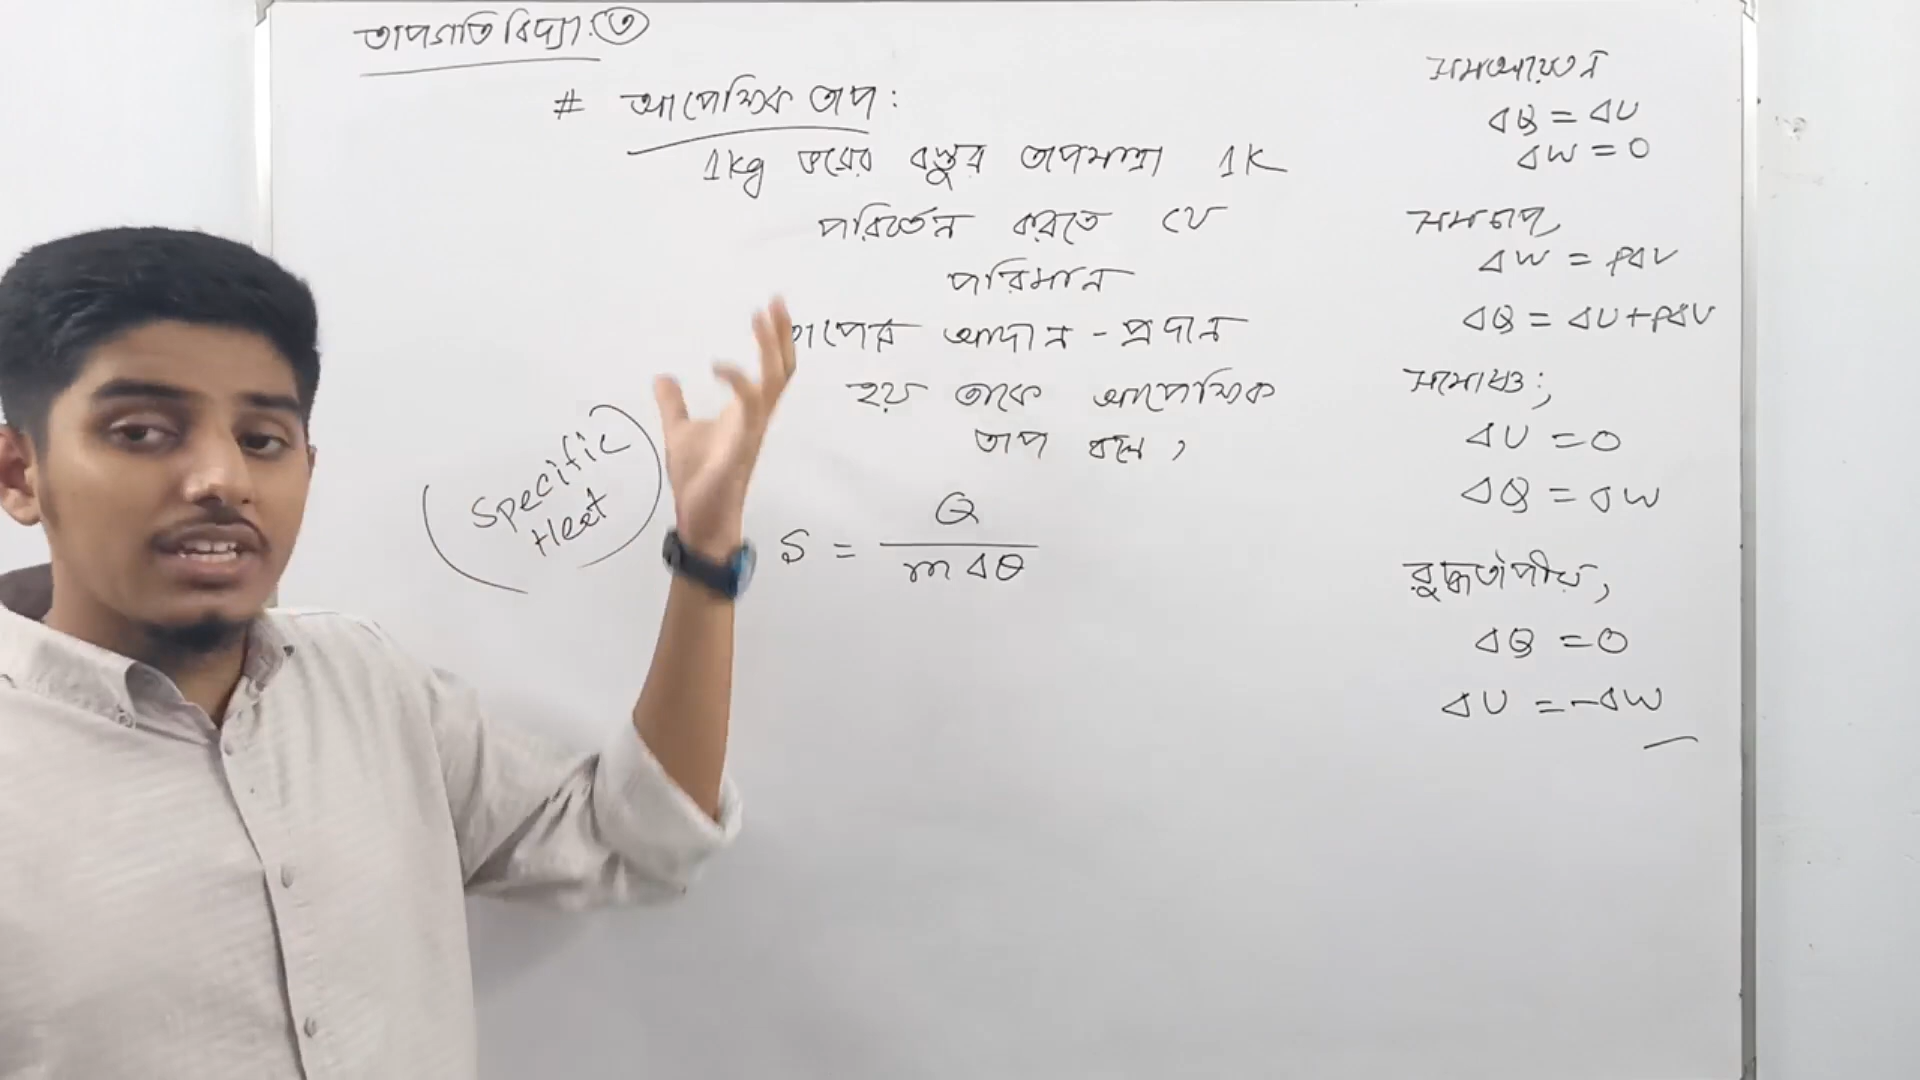 তাপগতিবিদ্যা: ৩
# আপেক্ষিক তাপ:
1kg ভরের বস্তুর তাপমাত্রা 1K
পরিবর্তন করতে যে
পরিমান
তাপের আদান-প্রদান
হয় তাকে আপেক্ষিক
তাপ বলে,
(Specific
Heat)
S = Q / mΔθ
সমআয়তন
ΔQ = ΔU
ΔW = 0
সমচাপ,
ΔW = PΔV
ΔQ = ΔU+PΔV
সমোষ্ণ;
ΔU = 0
ΔQ = ΔW
রুদ্ধতাপীয়,
ΔQ = 0
ΔU = -ΔW